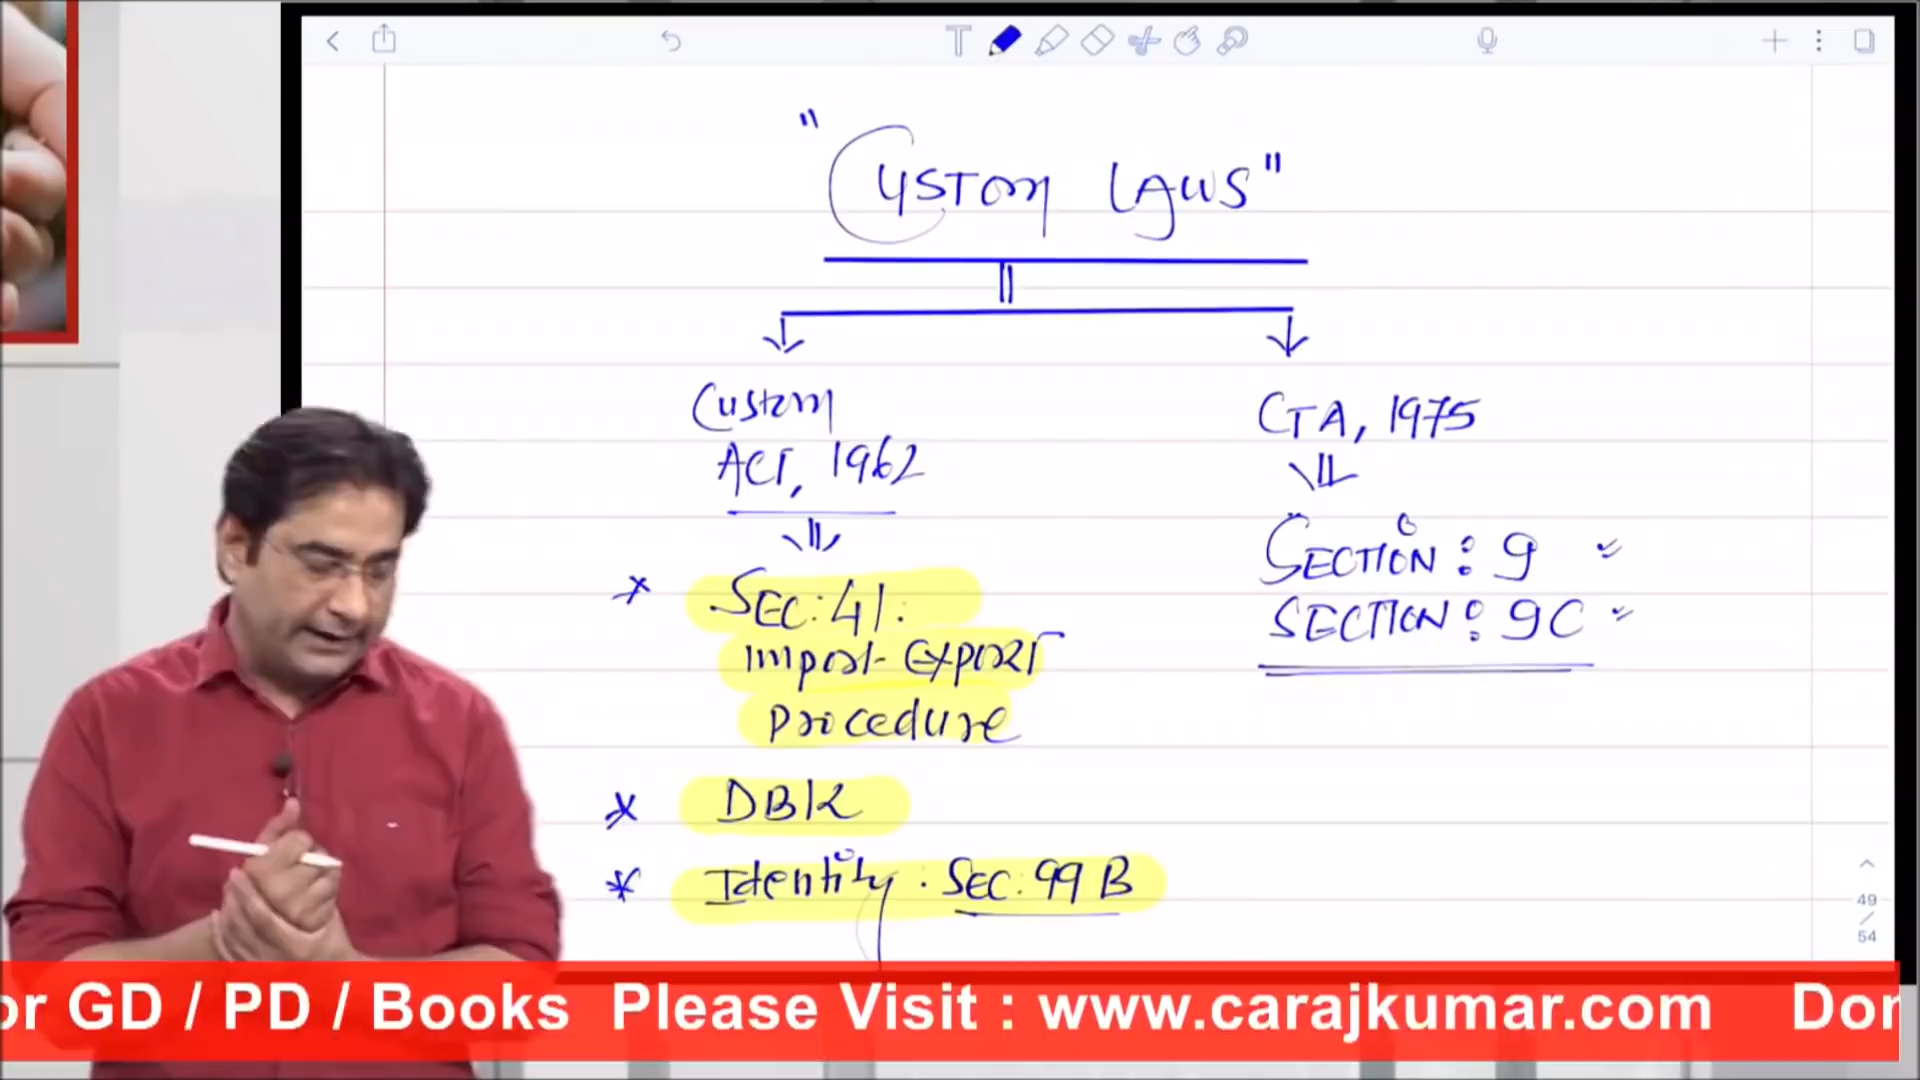 "Custom Laws"
Custom
Act, 1962
CTA, 1975
* Sec: 41:
Import-Export
Procedure
* DBK
* Identity: Sec: 99B
Section: 9
Section: 9C
49
/
54
or GD / PD / Books Please Visit : www.carajkumar.com Dor